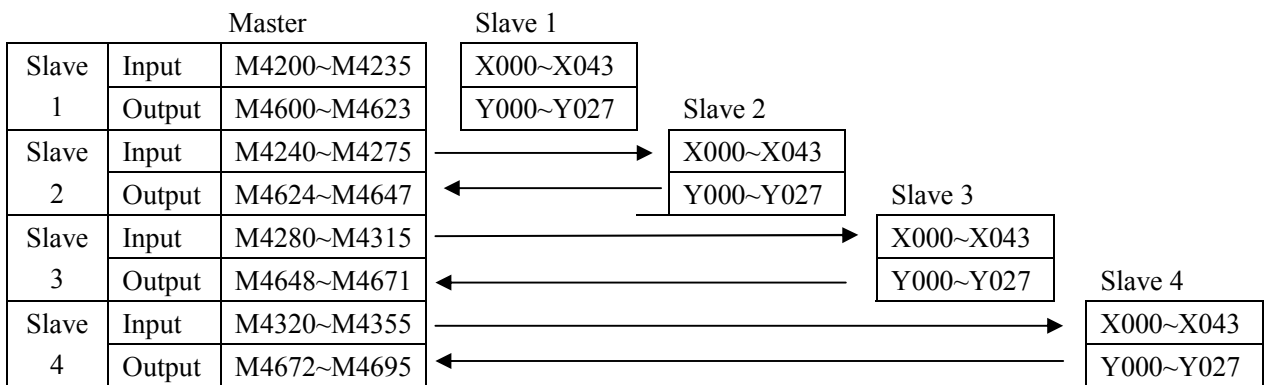 Master Slave 1
Slave Input M4200~M4235 X000~X043
1 Output M4600~M4623 Y000~Y027 Slave 2
Slave Input M4240~M4275 X000~X043
2 Output M4624~M4647 Y000~Y027 Slave 3
Slave Input M4280~M4315 X000~X043
3 Output M4648~M4671 Y000~Y027 Slave 4
Slave Input M4320~M4355 X000~X043
4 Output M4672~M4695 Y000~Y027